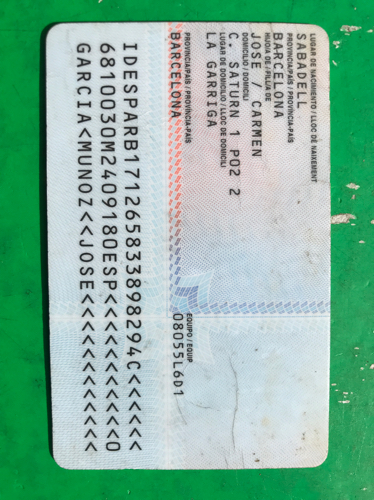 LUGAR DE NACIMIENTO / LLOC DE NAIXEMENT
SABADELL
PROVINCIA/PAÍS / PROVÍNCIA-PAÍS
BARCELONA
HIJO/A DE / FILL/A DE
JOSE / CARMEN
DOMICILIO / DOMICILI
C. SATURN 1 P02 2
LUGAR DE DOMICILIO / LLOC DE DOMICILI
LA GARRIGA
PROVINCIA/PAÍS / PROVÍNCIA-PAÍS
BARCELONA
EQUIPO / EQUIP
08055L6D1
IDESPARB171265833898294C<<<<<<
6810030M2409180ESP<<<<<<<<<<<0
GARCIA<MUNOZ<<JOSE<<<<<<<<<<<<